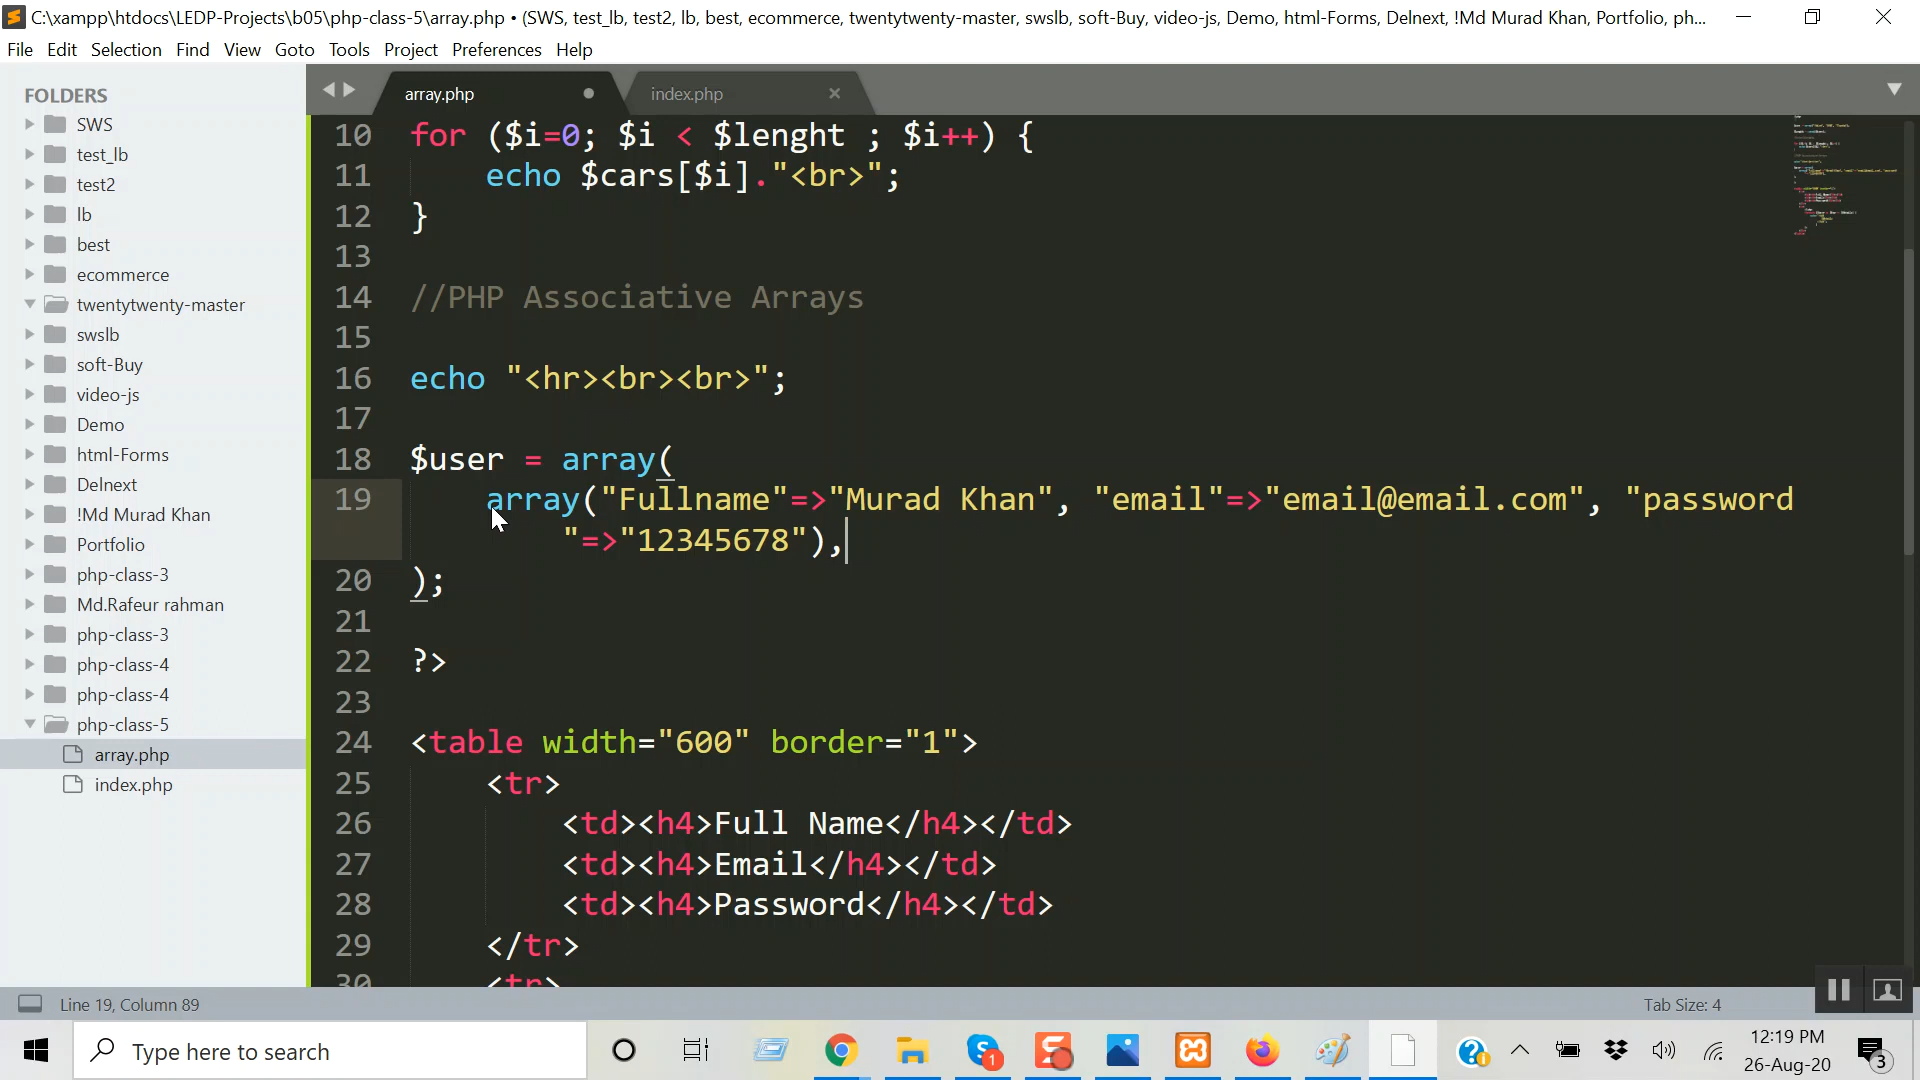 C:\xampp\htdocs\LEDP-Projects\b05\php-class-5\array.php • (SWS, test_lb, test2, lb, best, ecommerce, twentytwenty-master, swslb, soft-Buy, video-js, Demo, html-Forms, Delnext, !Md Murad Khan, Portfolio, ph...
File Edit Selection Find View Goto Tools Project Preferences Help
FOLDERS
SWS
test_lb
test2
lb
best
ecommerce
twentytwenty-master
swslb
soft-Buy
video-js
Demo
html-Forms
Delnext
!Md Murad Khan
Portfolio
php-class-3
Md.Rafeur rahman
php-class-3
php-class-4
php-class-4
php-class-5
array.php
index.php
array.php
index.php
10 for ($i=0; $i < $lenght ; $i++) {
11 echo $cars[$i]."<br>";
12 }
13
14 //PHP Associative Arrays
15
16 echo "<hr><br><br>";
17
18 $user = array(
19 array("Fullname"=>"Murad Khan", "email"=>"email@email.com", "password
"=>"12345678"),
20 );
21
22 ?>
23
24 <table width="600" border="1">
25 <tr>
26 <td><h4>Full Name</h4></td>
27 <td><h4>Email</h4></td>
28 <td><h4>Password</h4></td>
29 </tr>
30 <tr>
Line 19, Column 89
Tab Size: 4
Type here to search
1
12:19 PM
26-Aug-20
3